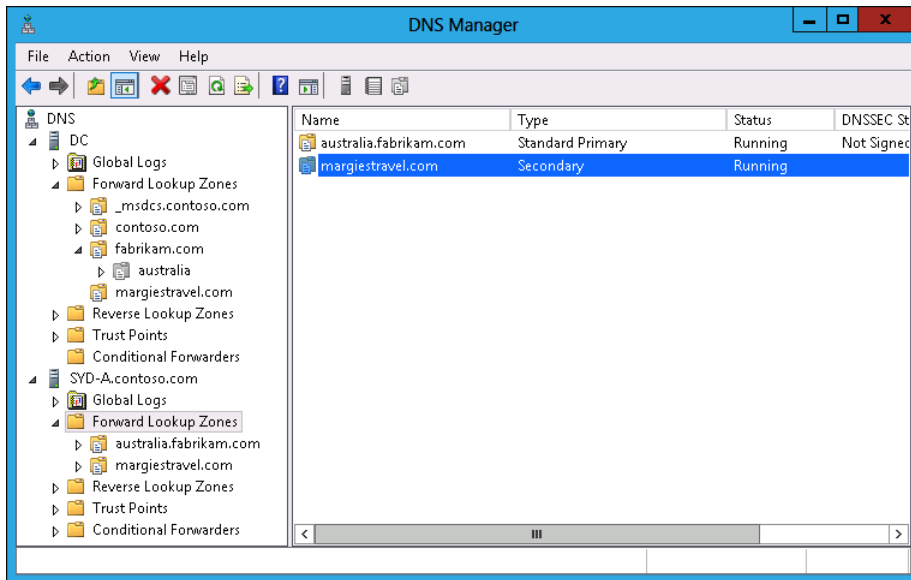 DNS Manager
File Action View Help
DNS
DC
Global Logs
Forward Lookup Zones
_msdcs.contoso.com
contoso.com
fabrikam.com
australia
margiestravel.com
Reverse Lookup Zones
Trust Points
Conditional Forwarders
SYD-A.contoso.com
Global Logs
Forward Lookup Zones
australia.fabrikam.com
margiestravel.com
Reverse Lookup Zones
Trust Points
Conditional Forwarders
Name Type Status DNSSEC St
australia.fabrikam.com Standard Primary Running Not Signed
margiestravel.com Secondary Running